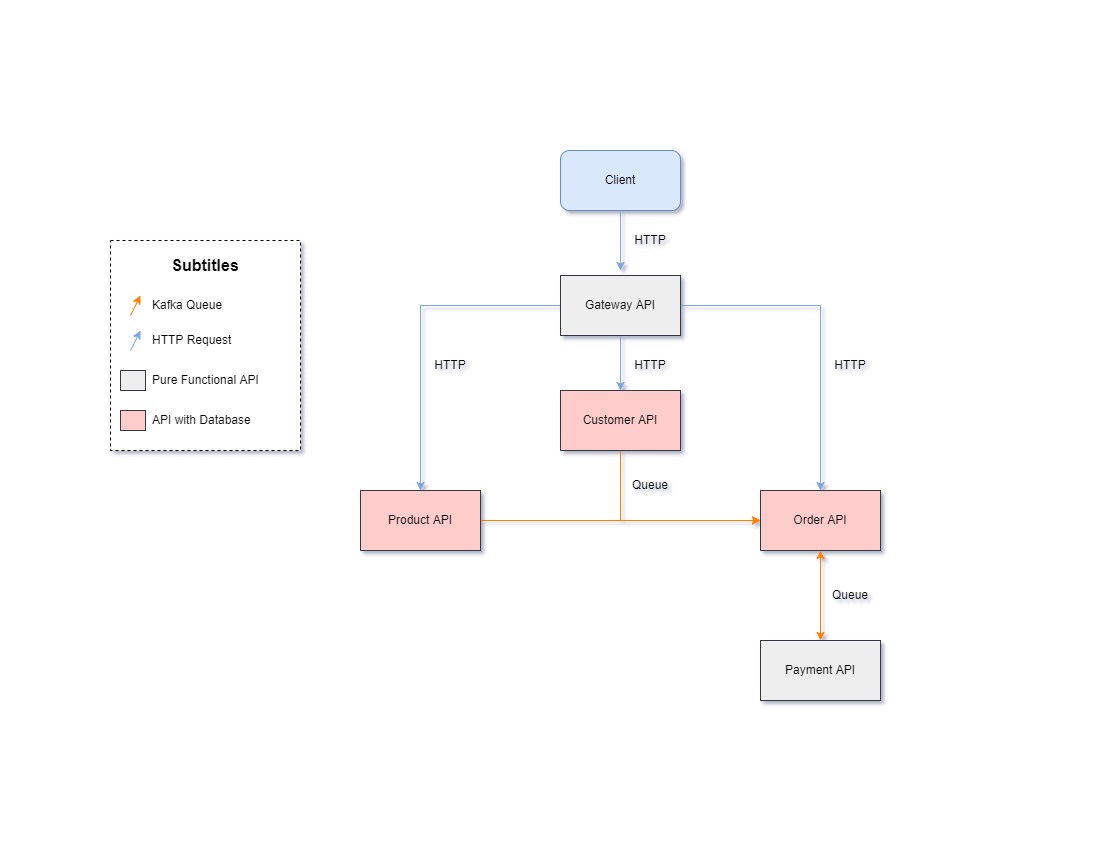 Client
HTTP
Subtitles
Kafka Queue
HTTP Request
Pure Functional API
API with Database
Gateway API
HTTP
HTTP
HTTP
Customer API
Queue
Product API
Order API
Queue
Payment API